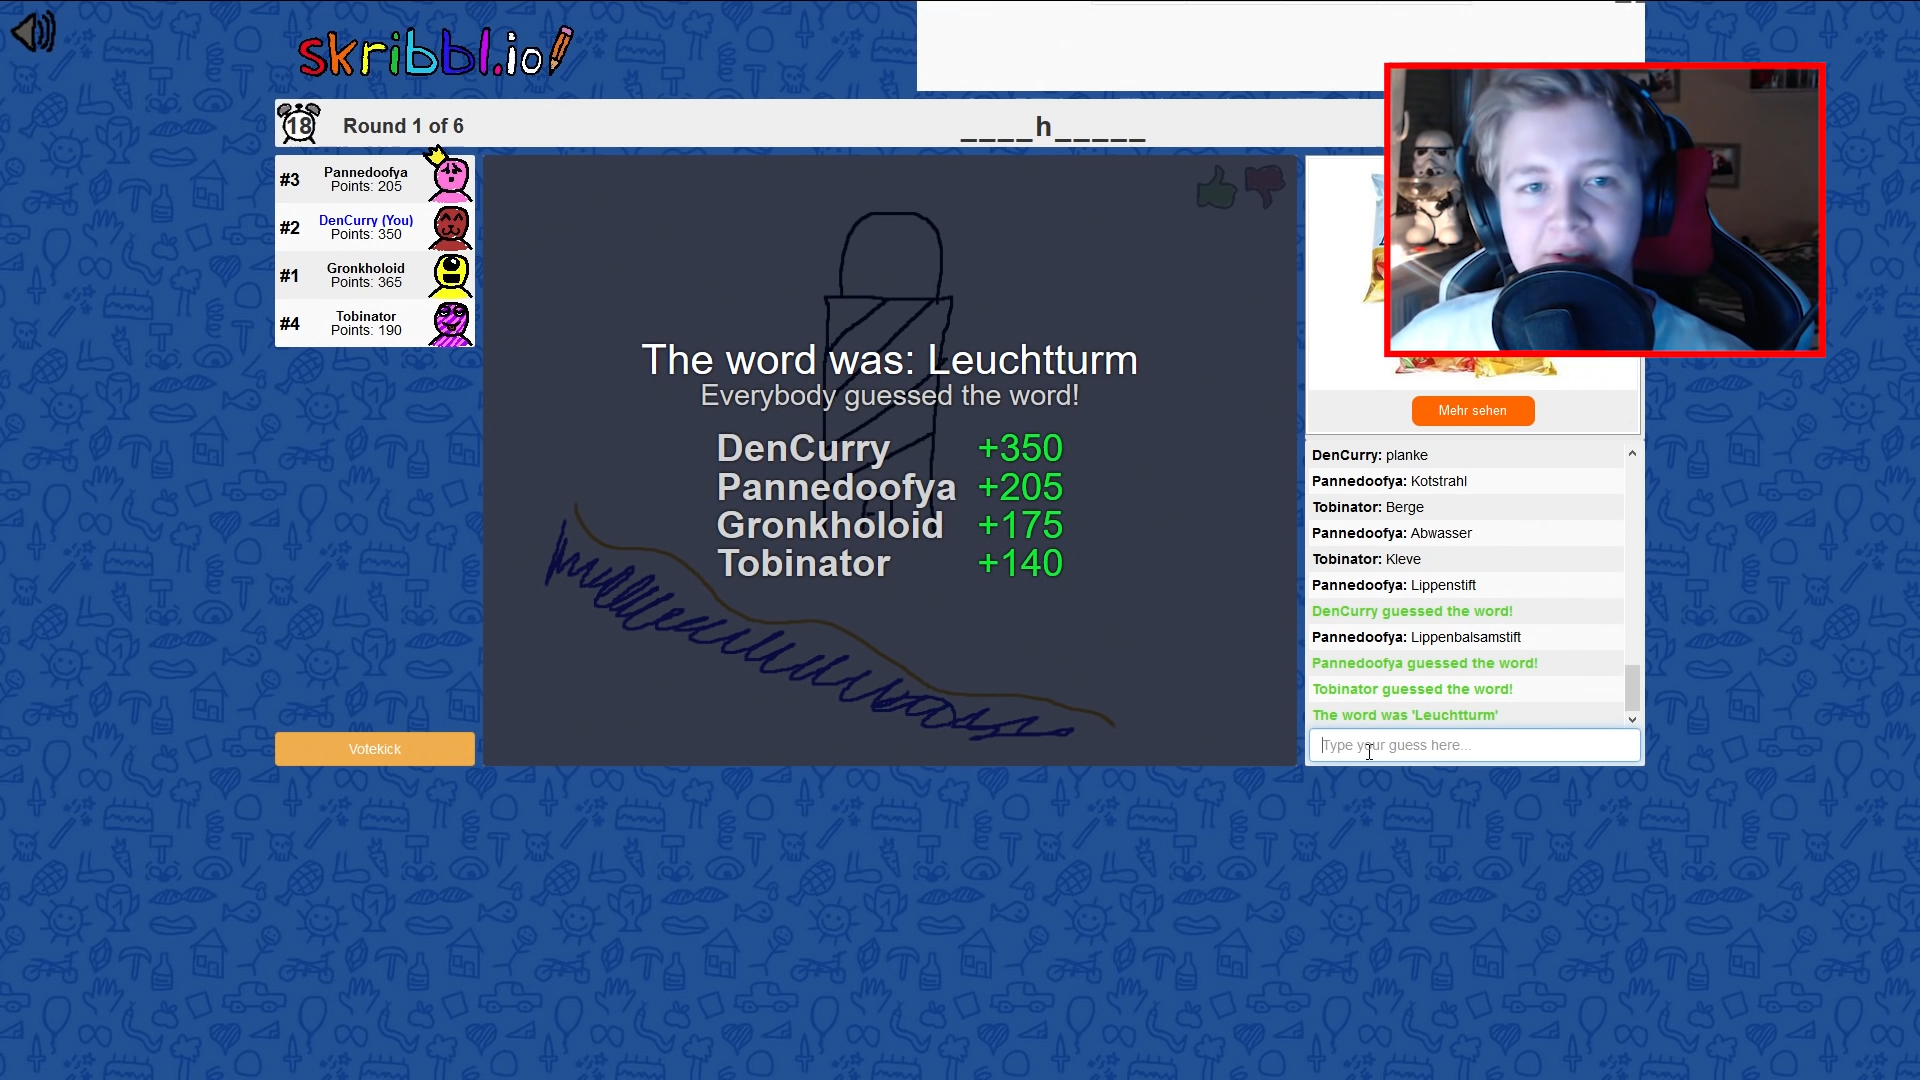 skribbl.io
18
Round 1 of 6
____h_____
#3
Pannedoofya
Points: 205
#2
DenCurry (You)
Points: 350
#1
Gronkholoid
Points: 365
#4
Tobinator
Points: 190
Votekick
The word was: Leuchtturm
Everybody guessed the word!
DenCurry +350
Pannedoofya +205
Gronkholoid +175
Tobinator +140
Mehr sehen
DenCurry: planke
Pannedoofya: Kotstrahl
Tobinator: Berge
Pannedoofya: Abwasser
Tobinator: Kleve
Pannedoofya: Lippenstift
DenCurry guessed the word!
Pannedoofya: Lippenbalsamstift
Pannedoofya guessed the word!
Tobinator guessed the word!
The word was 'Leuchtturm'
Type your guess here...